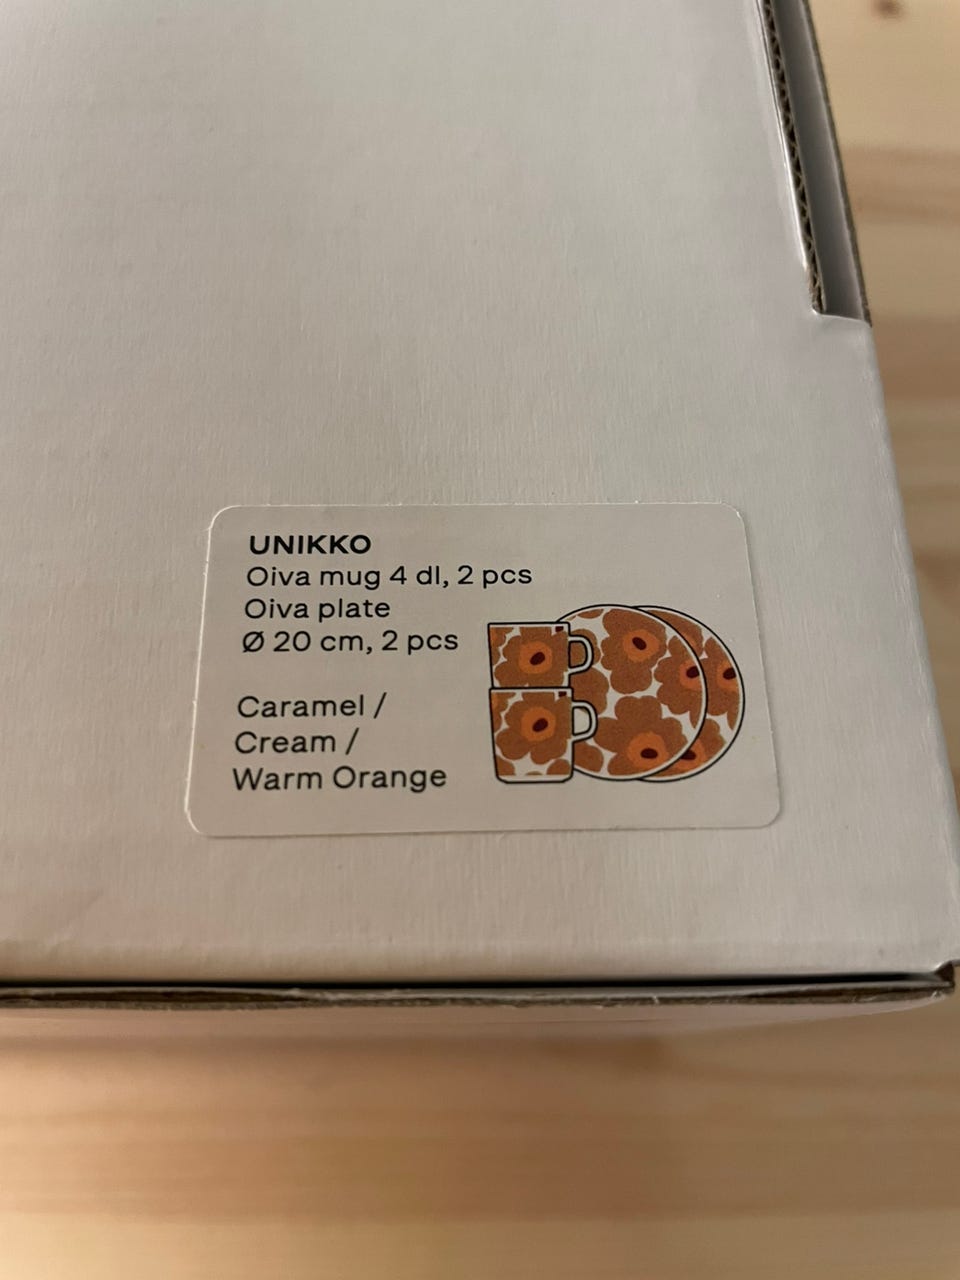 UNIKKO
Oiva mug 4 dl, 2 pcs
Oiva plate
Ø 20 cm, 2 pcs
Caramel /
Cream /
Warm Orange